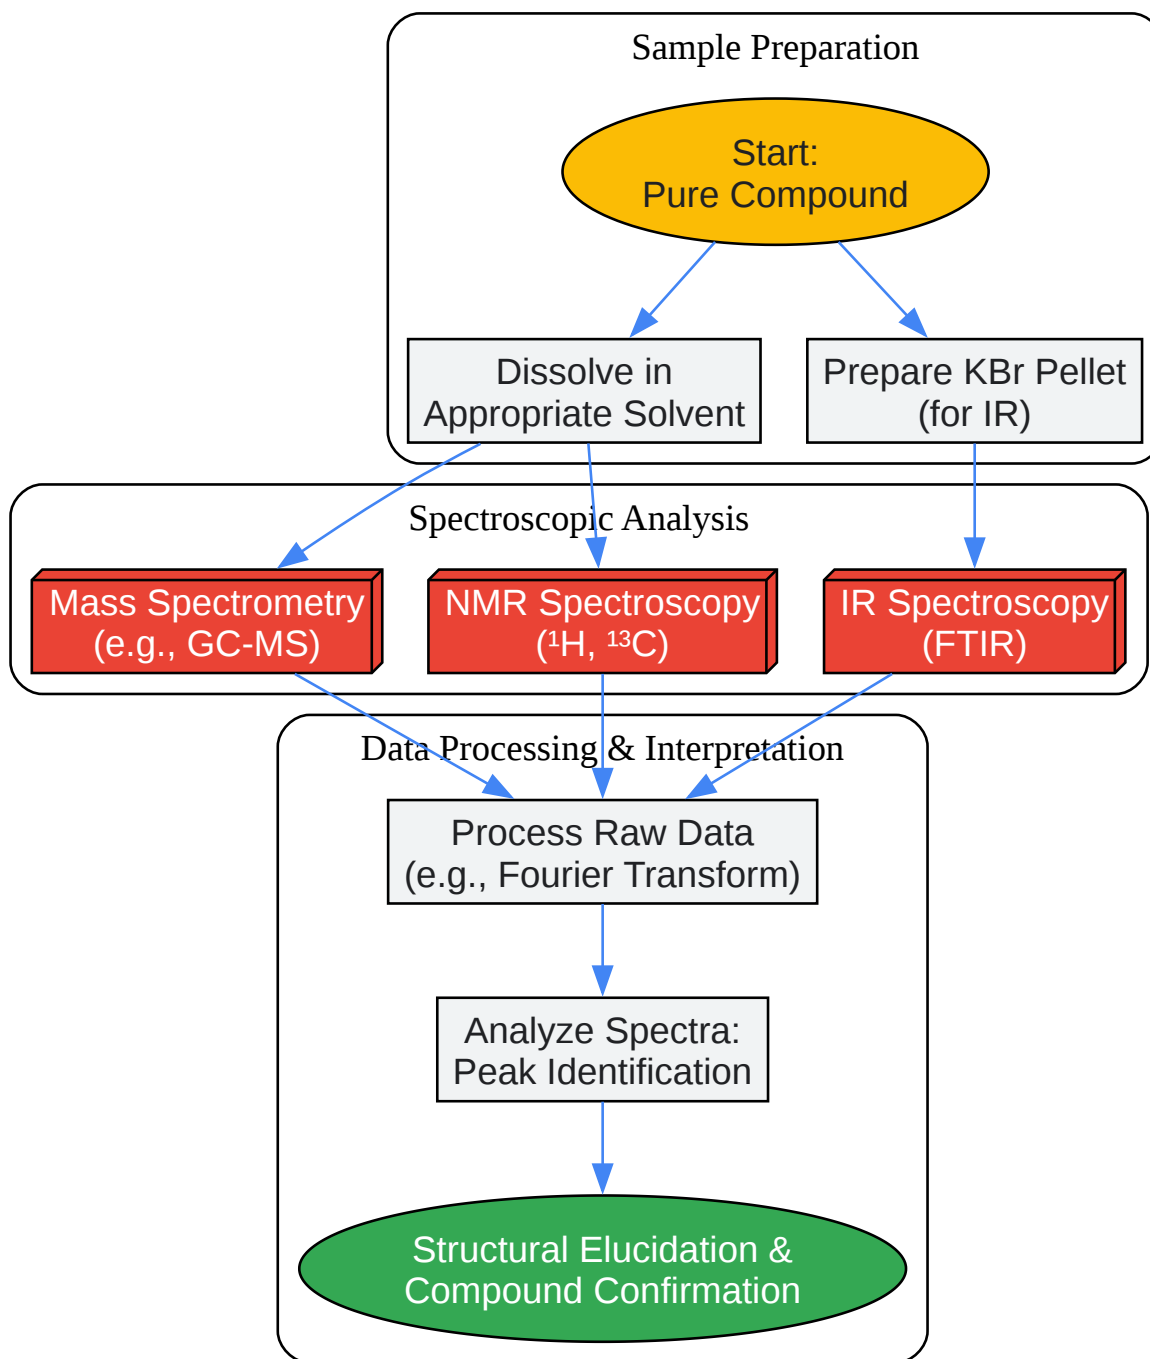 Sample Preparation
Start:
Pure Compound
Dissolve in
Appropriate Solvent
Prepare KBr Pellet
(for IR)
Spectroscopic Analysis
Mass Spectrometry
(e.g., GC-MS)
NMR Spectroscopy
(¹H, ¹³C)
IR Spectroscopy
(FTIR)
Data Processing & Interpretation
Process Raw Data
(e.g., Fourier Transform)
Analyze Spectra:
Peak Identification
Structural Elucidation &
Compound Confirmation